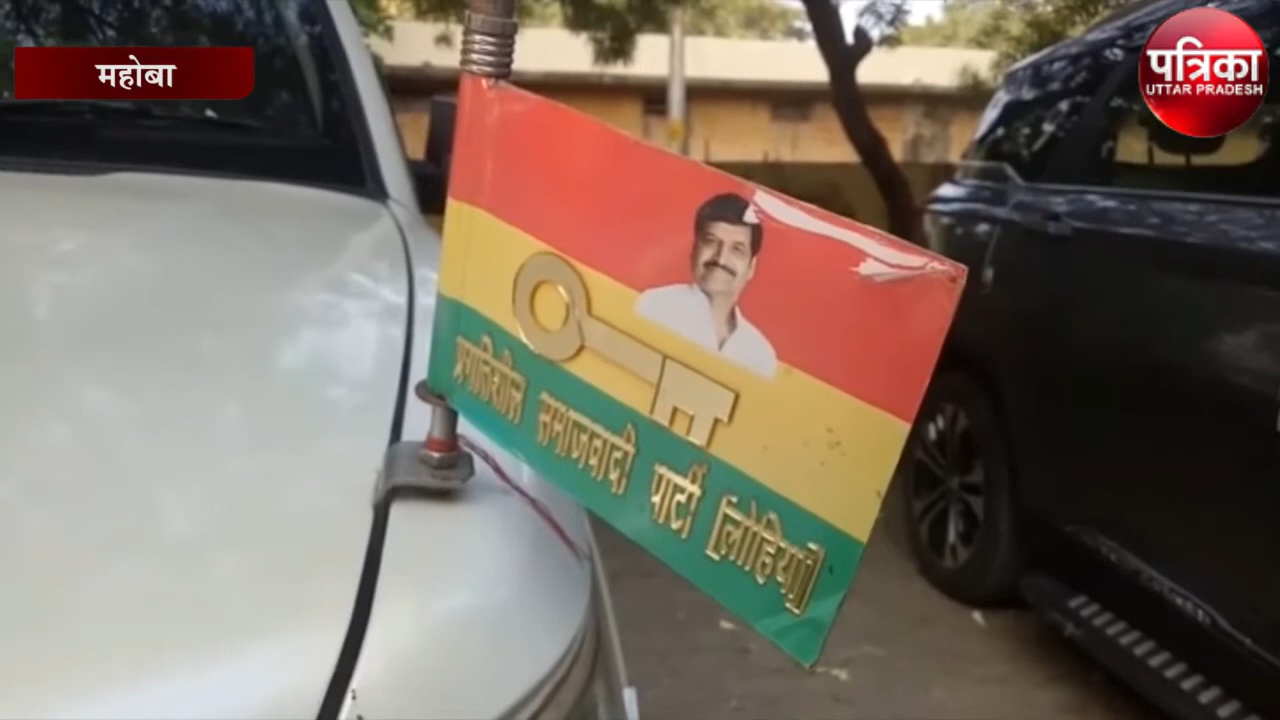 महोबा
पत्रिका
UTTAR PRADESH
प्रगतिशील समाजवादी पार्टी [लोहिया]